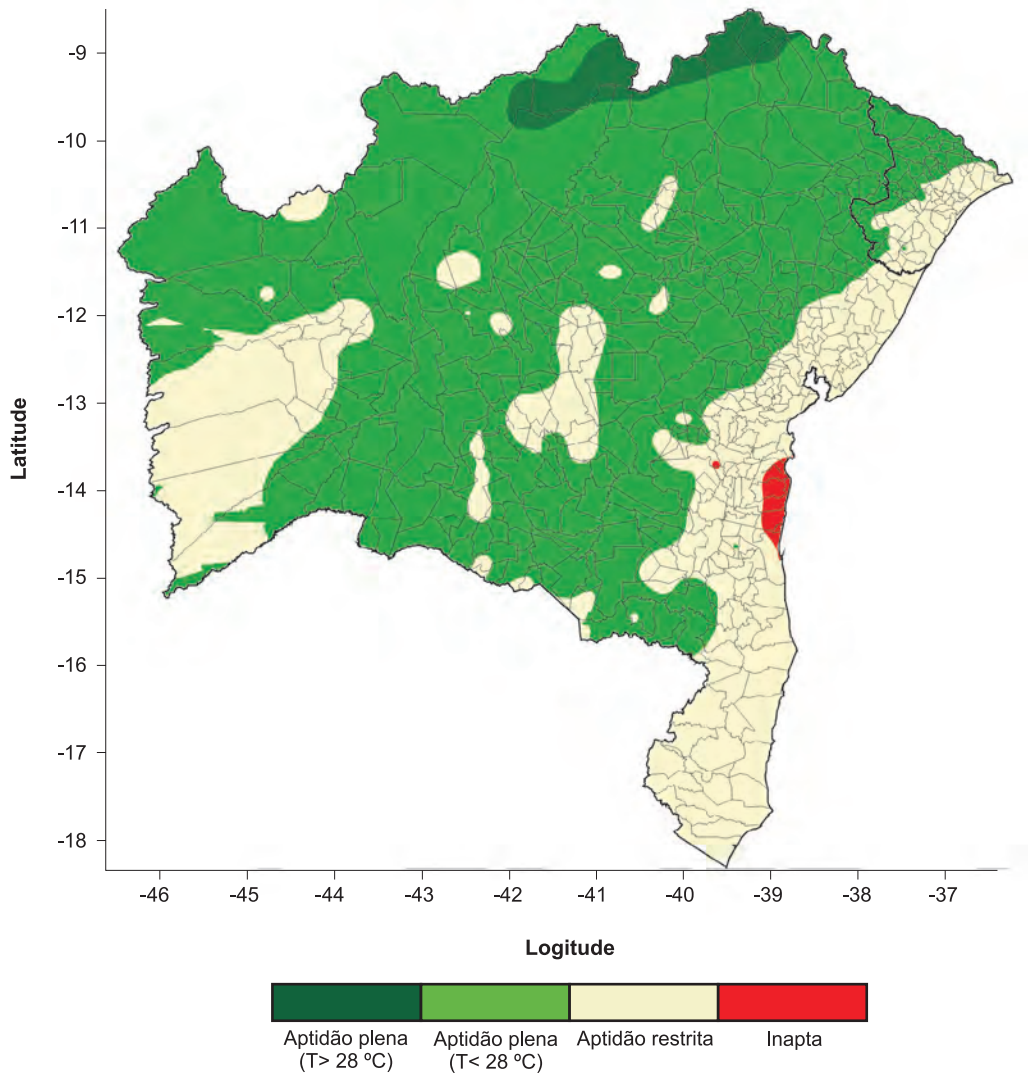 -9
-10
-11
-12
-13
-14
-15
-16
-17
-18
Latitude
-46
-45
-44
-43
-42
-41
-40
-39
-38
-37
Logitude
Aptidão plena
(T> 28 ºC)
Aptidão plena
(T< 28 ºC)
Aptidão restrita
Inapta